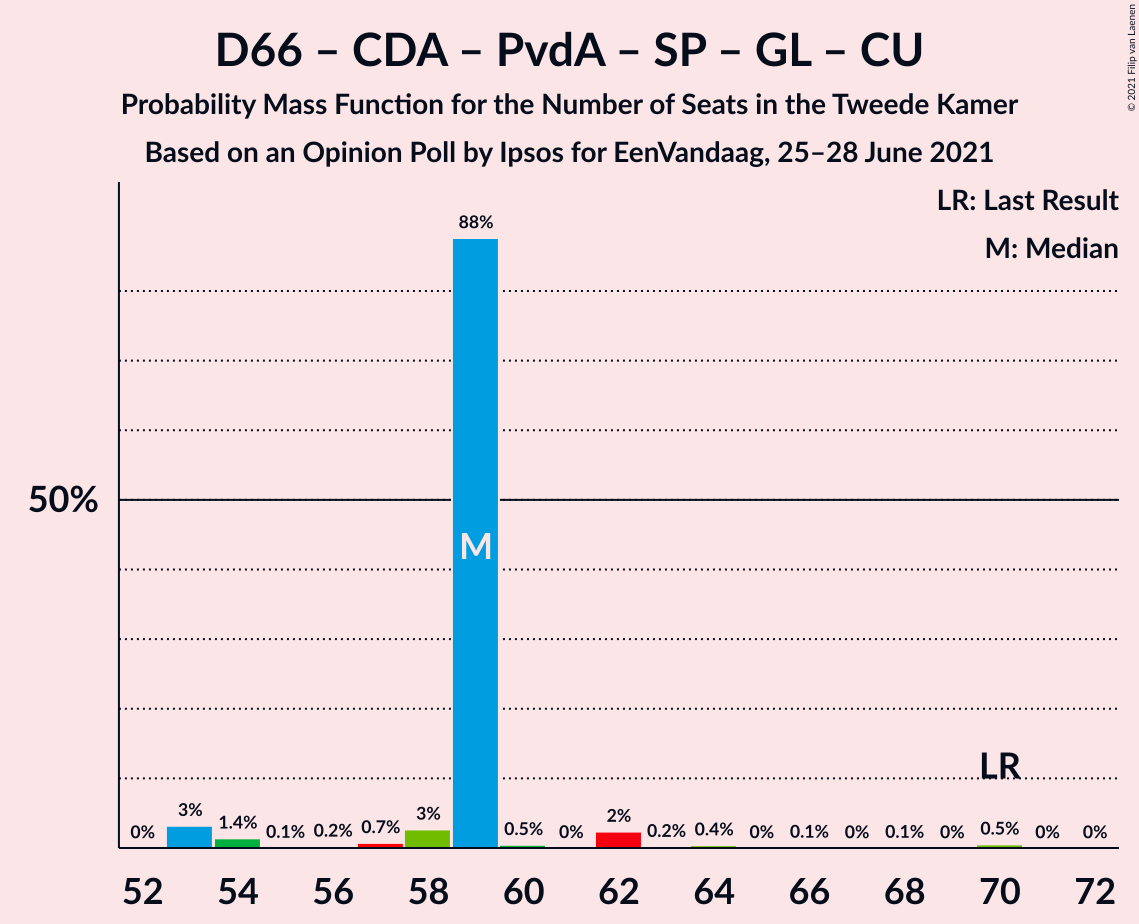 D66 – CDA – PvdA – SP – GL – CU
Probability Mass Function for the Number of Seats in the Tweede Kamer
Based on an Opinion Poll by Ipsos for EenVandaag, 25–28 June 2021
© 2021 Filip van Laenen
LR: Last Result
M: Median
88%
50%
M
LR
0% 3% 1.4% 0.1% 0.2% 0.7% 3% 0.5% 0% 2% 0.2% 0.4% 0% 0.1% 0% 0.1% 0% 0.5% 0% 0%
52 54 56 58 60 62 64 66 68 70 72